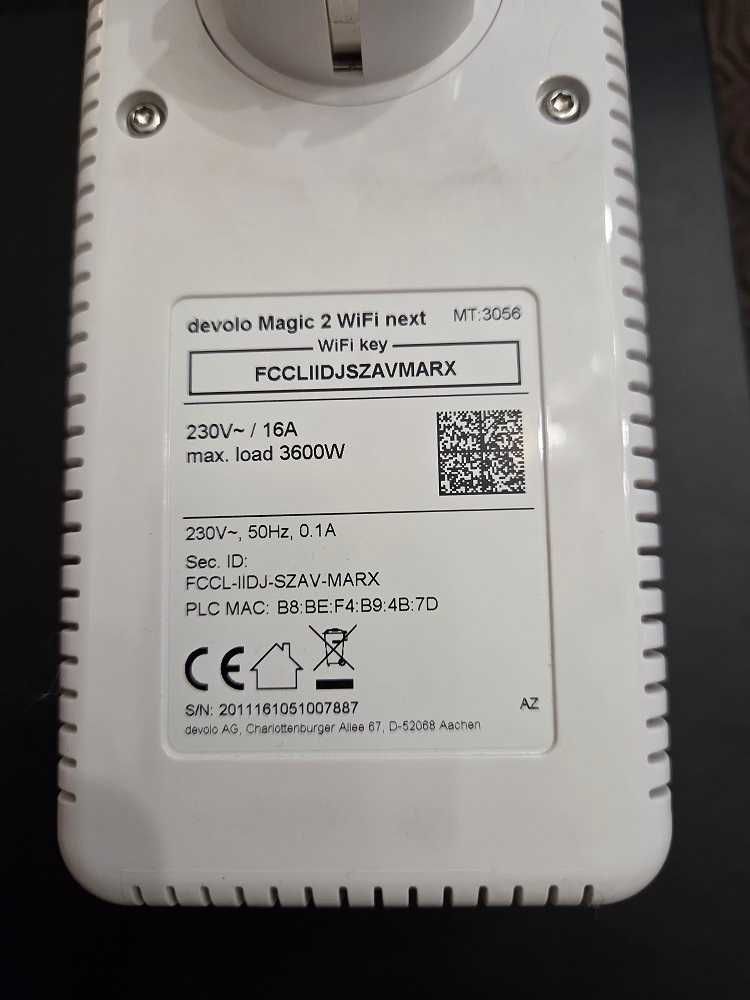 devolo Magic 2 WiFi next MT:3056
WiFi key
FCCLIIDJSZAVMARX
230V~ / 16A
max. load 3600W
230V~, 50Hz, 0.1A
Sec. ID:
FCCL-IIDJ-SZAV-MARX
PLC MAC: B8:BE:F4:B9:4B:7D
CE
S/N: 2011161051007887 AZ
devolo AG, Charlottenburger Allee 67, D-52068 Aachen